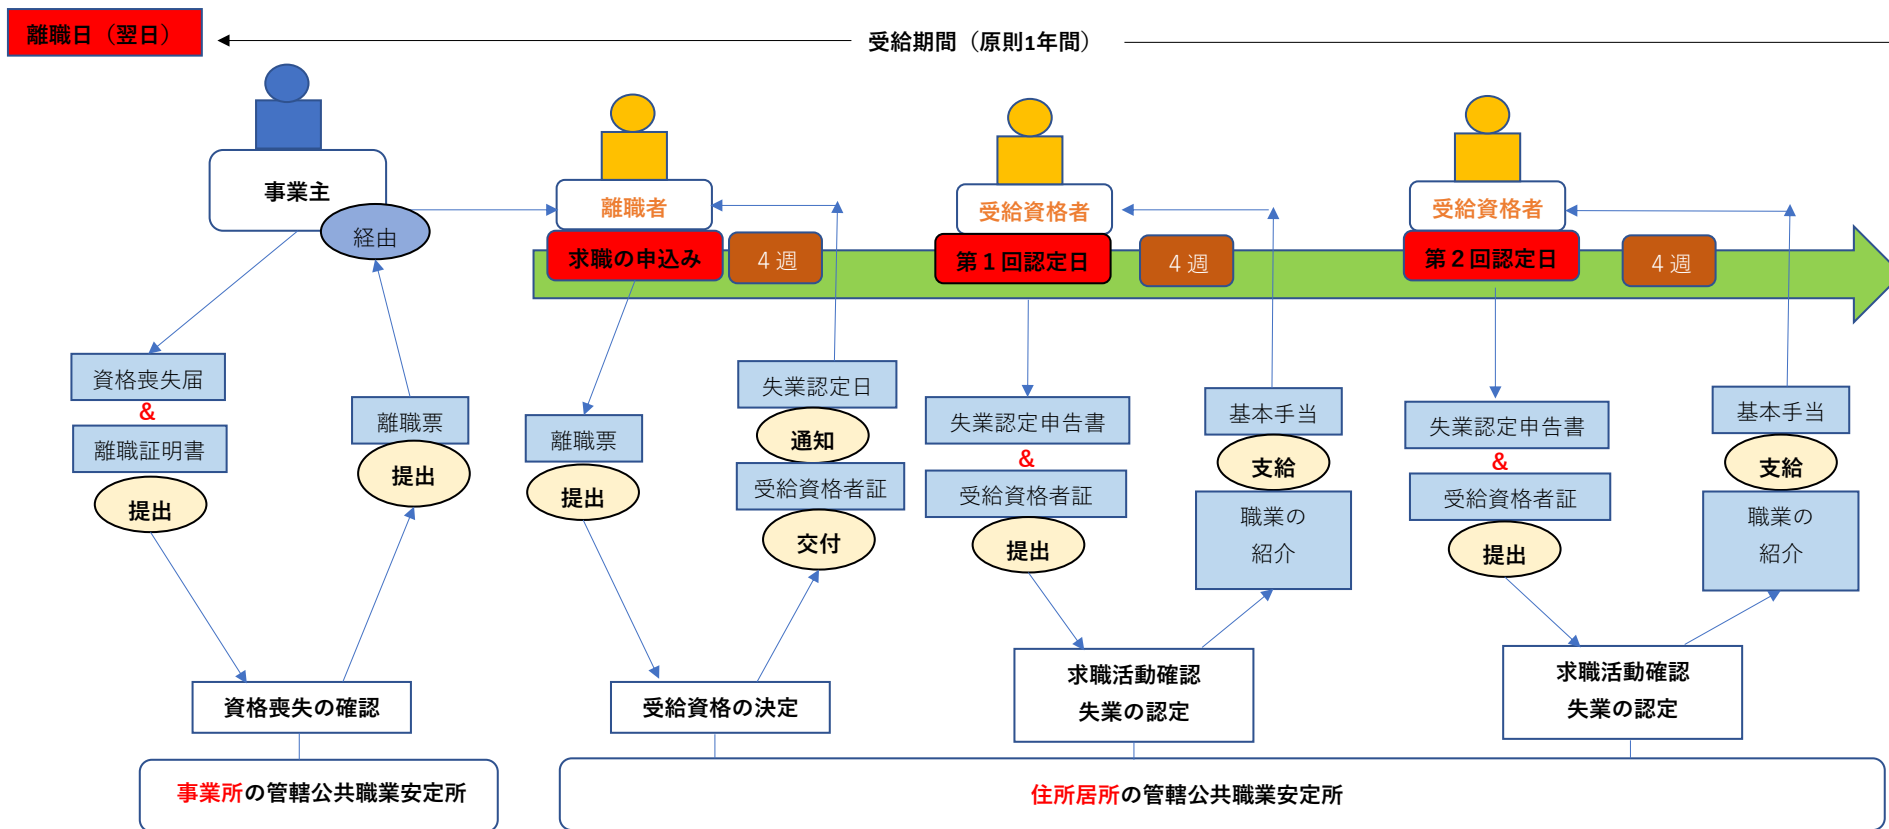 離職日（翌日）
受給期間（原則1年間）
事業主
経由
離職者
受給資格者
受給資格者
求職の申込み
4週
第1回認定日
4週
第2回認定日
4週
資格喪失届
&
離職証明書
提出
離職票
提出
離職票
提出
失業認定日
通知
受給資格者証
交付
失業認定申告書
&
受給資格者証
提出
基本手当
支給
職業の
紹介
失業認定申告書
&
受給資格者証
提出
基本手当
支給
職業の
紹介
資格喪失の確認
受給資格の決定
求職活動確認
失業の認定
求職活動確認
失業の認定
事業所の管轄公共職業安定所
住所居所の管轄公共職業安定所